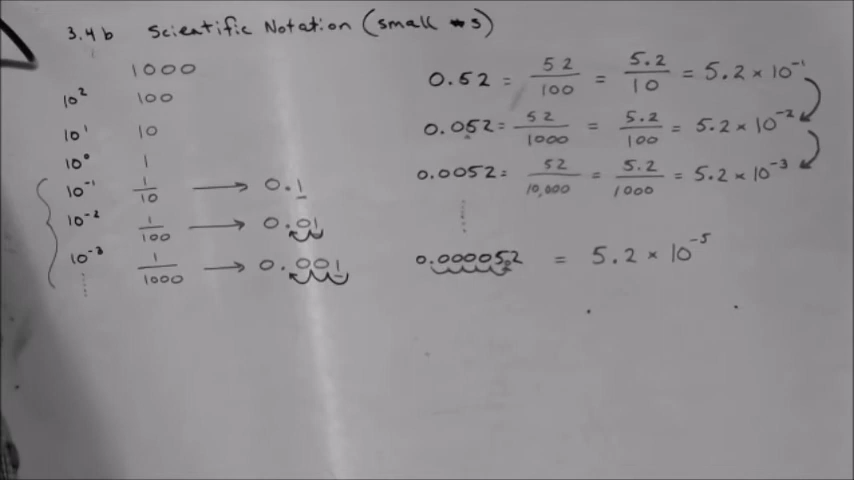 3.4b Scientific Notation (small #s)
1000
10² 100
10¹ 10
10⁰ 1
10⁻¹ 1/10 → 0.1
10⁻² 1/100 → 0.01
10⁻³ 1/1000 → 0.001
0.52 = 52/100 = 5.2/10 = 5.2 × 10⁻¹
0.052 = 52/1000 = 5.2/100 = 5.2 × 10⁻²
0.0052 = 52/10,000 = 5.2/1000 = 5.2 × 10⁻³
0.000052 = 5.2 × 10⁻⁵